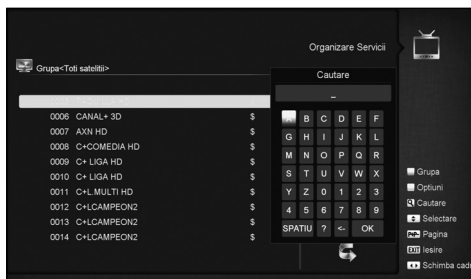 Organizare Servicii
Grupa<Toti satelitii>
0006 CANAL+ 3D $
0007 AXN HD $
0008 C+COMEDIA HD $
0009 C+ LIGA HD $
0010 C+ LIGA HD $
0011 C+L.MULTI HD $
0012 C+LCAMPEON2 $
0013 C+LCAMPEON2 $
0014 C+LCAMPEON2 $
Cautare
_
A B C D E F
G H I J K L
M N O P Q R
S T U V W X
Y Z 0 1 2 3
4 5 6 7 8 9
SPATIU ? <- OK
Grupa
Optiuni
Cautare
Selectare
Pagina
EXIT Iesire
Schimba cadr